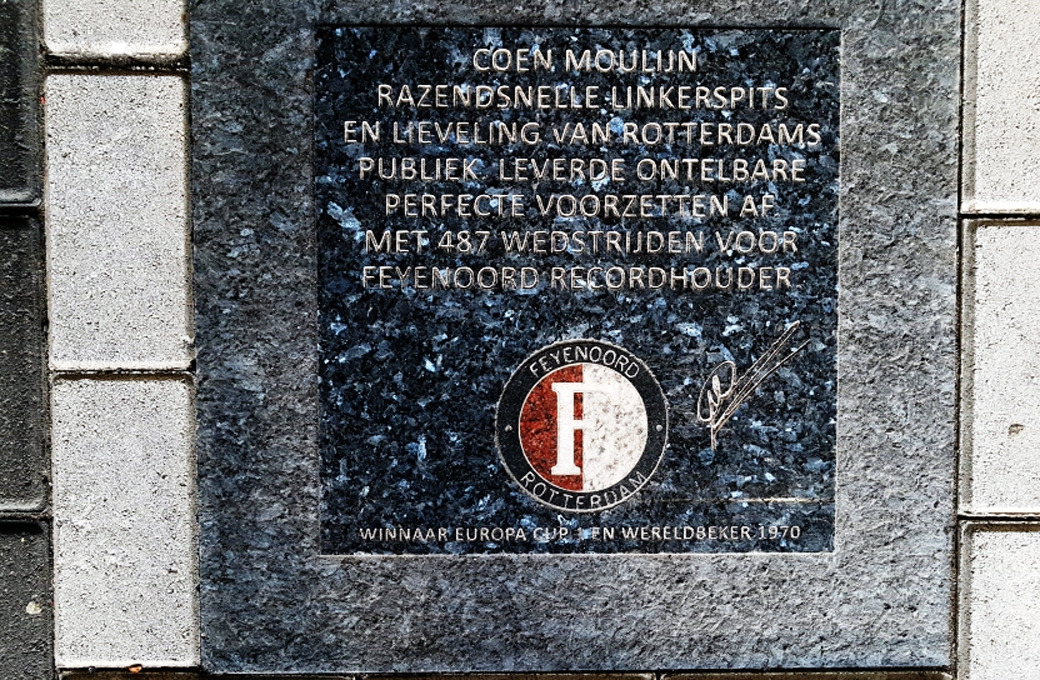 COEN MOULIJN
RAZENDSNELLE LINKERSPITS
EN LIEVELING VAN ROTTERDAMS
PUBLIEK. LEVERDE ONTELBARE
PERFECTE VOORZETTEN AF.
MET 487 WEDSTRIJDEN VOOR
FEYENOORD RECORDHOUDER
FEYENOORD
F
ROTTERDAM
WINNAAR EUROPA CUP I EN WERELDBEKER 1970